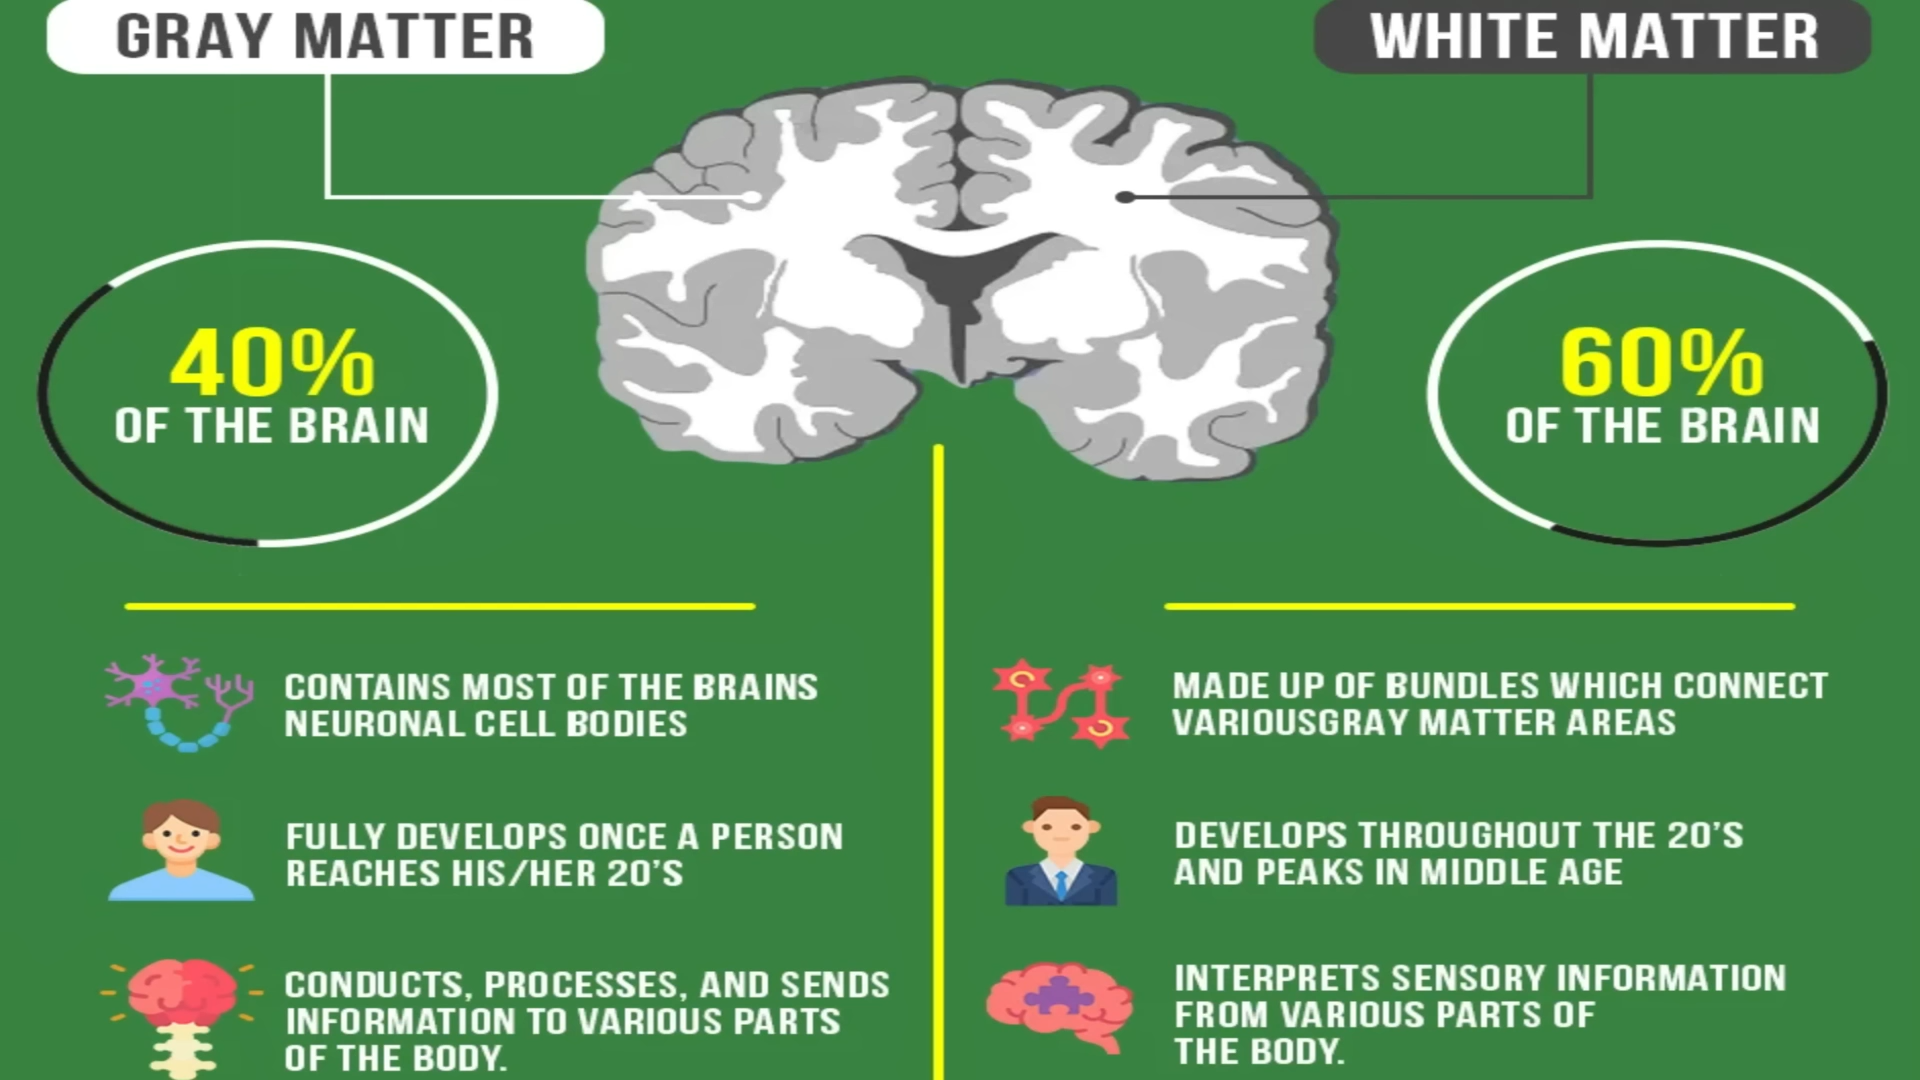 GRAY MATTER
WHITE MATTER
40%
OF THE BRAIN
60%
OF THE BRAIN
CONTAINS MOST OF THE BRAINS
NEURONAL CELL BODIES
FULLY DEVELOPS ONCE A PERSON
REACHES HIS/HER 20'S
CONDUCTS, PROCESSES, AND SENDS
INFORMATION TO VARIOUS PARTS
OF THE BODY.
MADE UP OF BUNDLES WHICH CONNECT
VARIOUSGRAY MATTER AREAS
DEVELOPS THROUGHOUT THE 20'S
AND PEAKS IN MIDDLE AGE
INTERPRETS SENSORY INFORMATION
FROM VARIOUS PARTS OF
THE BODY.